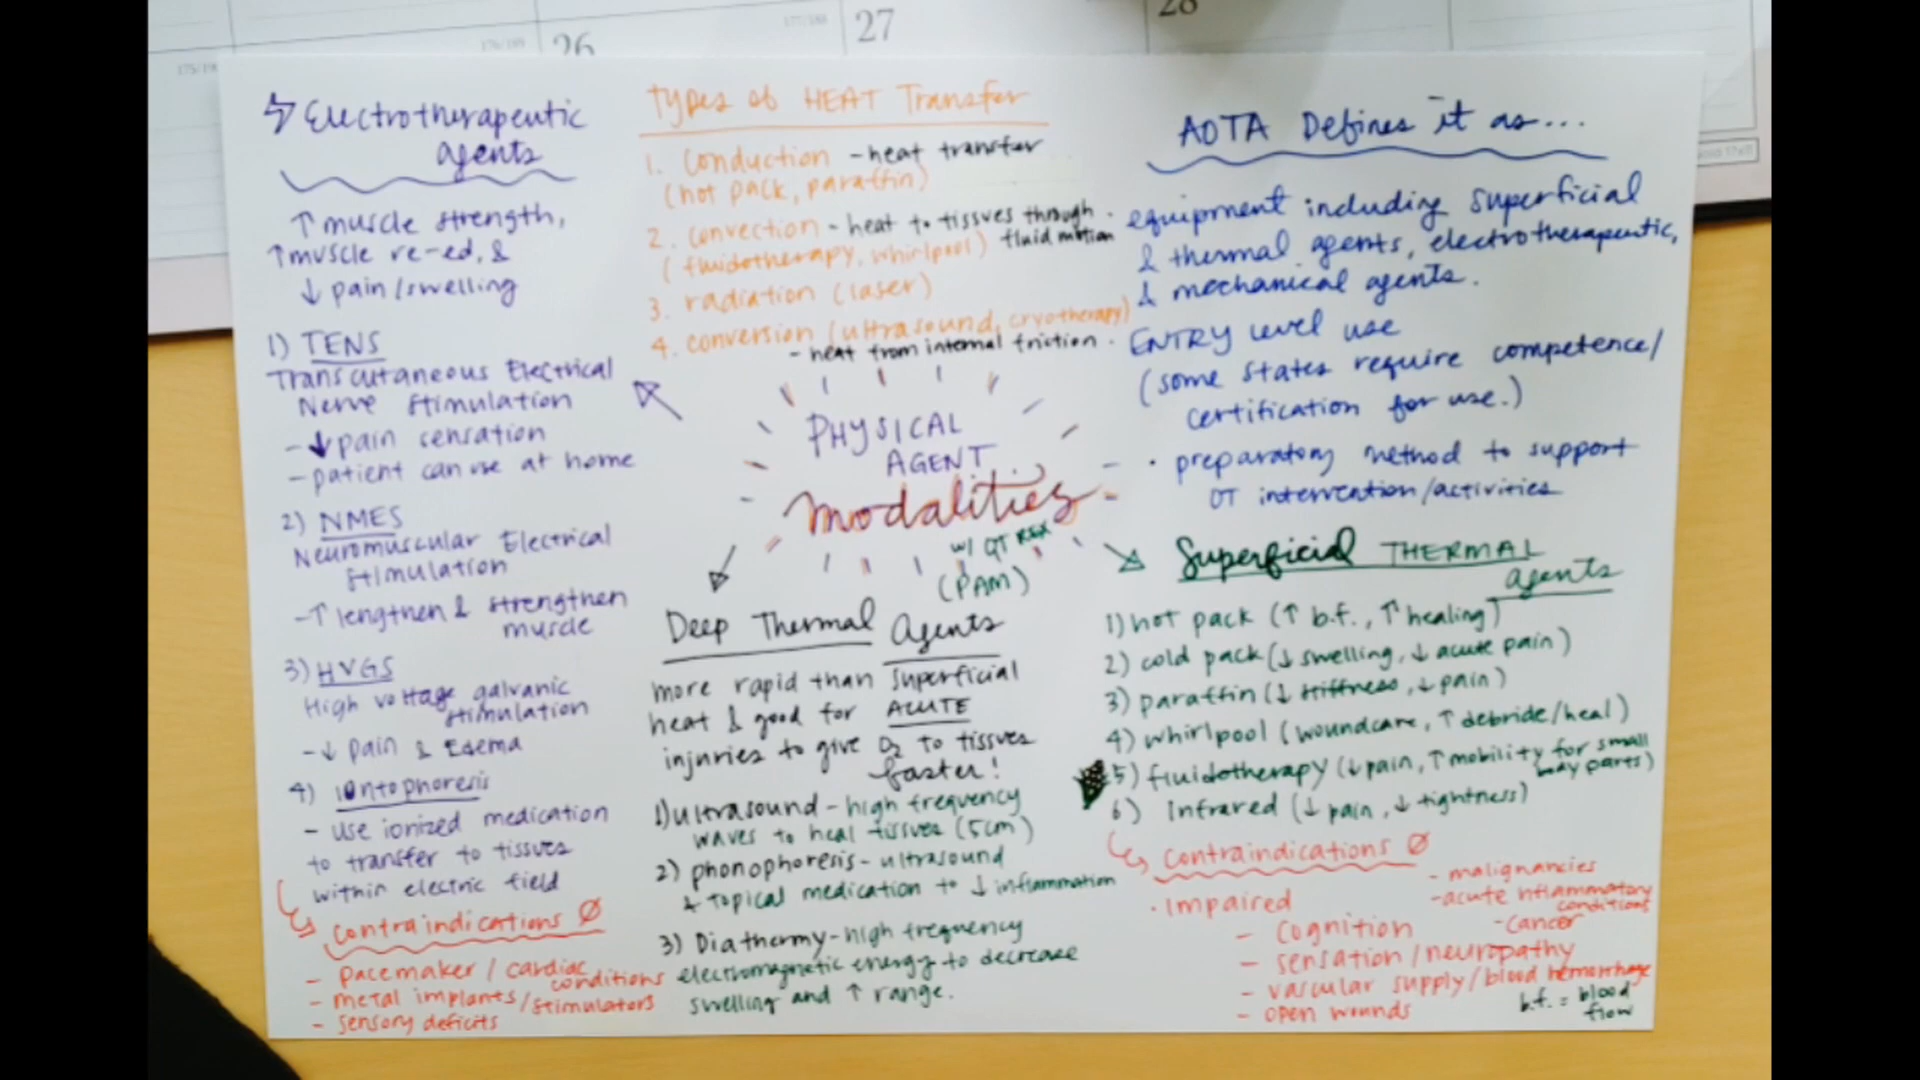 26
27
28
175/190
176/189
177/188
↯ Electrotherapeutic
agents
↑ muscle strength,
↑ muscle re-ed, &
↓ pain/swelling
1) TENS
Transcutaneous Electrical
Nerve Stimulation
- ↓ pain sensation
- patient can use at home
2) NMES
Neuromuscular Electrical
Stimulation
- ↑ lengthen & strengthen
muscle
3) HVGS
High voltage galvanic
stimulation
- ↓ pain & Edema
4) iontophoresis
- use ionized medication
to transfer to tissues
within electric field
contraindications Ø
- pacemaker / cardiac
conditions
- metal implants/stimulators
- sensory deficits
Types of HEAT Transfer
1. Conduction - heat transfer
(hot pack, paraffin)
2. convection - heat to tissues through
(fluidotherapy, whirlpool) fluid motion
3. radiation (laser)
4. conversion (ultrasound, cryotherapy)
- heat from internal friction.
PHYSICAL
AGENT
modalities
w/ OT
(PAM)
Deep Thermal Agents
more rapid than superficial
heat & good for ACUTE
injuries to give O2 to tissues
faster!
1) ultrasound - high frequency
waves to heal tissues (5cm)
2) phonophoresis - ultrasound
& topical medication to ↓ inflammation
3) Diathermy - high frequency
electromagnetic energy to decrease
swelling and ↑ range.
AOTA Defines it as...
equipment including superficial
& thermal agents, electrotherapeutic,
& mechanical agents.
ENTRY level use
(some states require competence/
certification for use.)
· preparatory method to support
OT intervention/activities
Superficial THERMAL
agents
1) hot pack (↑ b.f., ↑ healing)
2) cold pack (↓ swelling, ↓ acute pain)
3) paraffin (↓ stiffness, ↓ pain)
4) whirlpool (woundcare, ↑ debride/heal)
5) fluidotherapy (↓ pain, ↑ mobility for small
body parts)
6) Infrared (↓ pain, ↓ tightness)
contraindications Ø
· Impaired
- Cognition
- sensation/neuropathy
- vascular supply/blood hemorrhage
- open wounds
- malignancies
- acute nflammatory
conditions
- cancer
b.f. = blood
flow